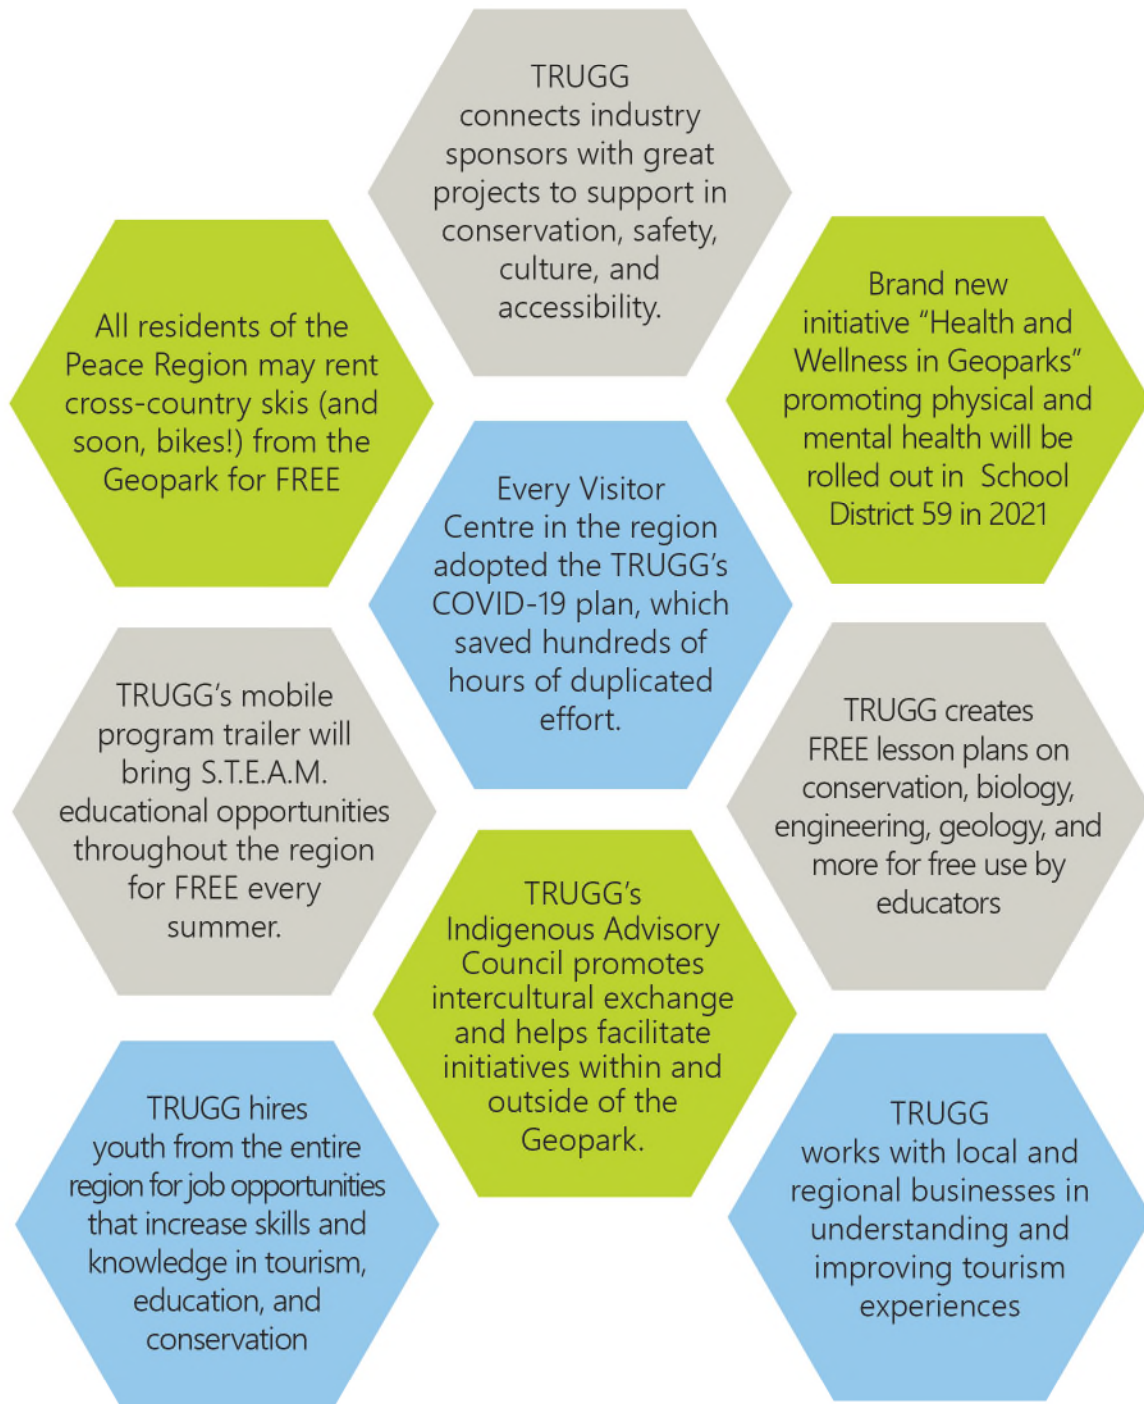 TRUGG
connects industry
sponsors with great
projects to support in
conservation, safety,
culture, and
accessibility.
All residents of the
Peace Region may rent
cross-country skis (and
soon, bikes!) from the
Geopark for FREE
Brand new
initiative “Health and
Wellness in Geoparks”
promoting physical and
mental health will be
rolled out in School
District 59 in 2021
Every Visitor
Centre in the region
adopted the TRUGG’s
COVID-19 plan, which
saved hundreds of
hours of duplicated
effort.
TRUGG’s mobile
program trailer will
bring S.T.E.A.M.
educational opportunities
throughout the region
for FREE every
summer.
TRUGG creates
FREE lesson plans on
conservation, biology,
engineering, geology, and
more for free use by
educators
TRUGG’s
Indigenous Advisory
Council promotes
intercultural exchange
and helps facilitate
initiatives within and
outside of the
Geopark.
TRUGG hires
youth from the entire
region for job opportunities
that increase skills and
knowledge in tourism,
education, and
conservation
TRUGG
works with local and
regional businesses in
understanding and
improving tourism
experiences